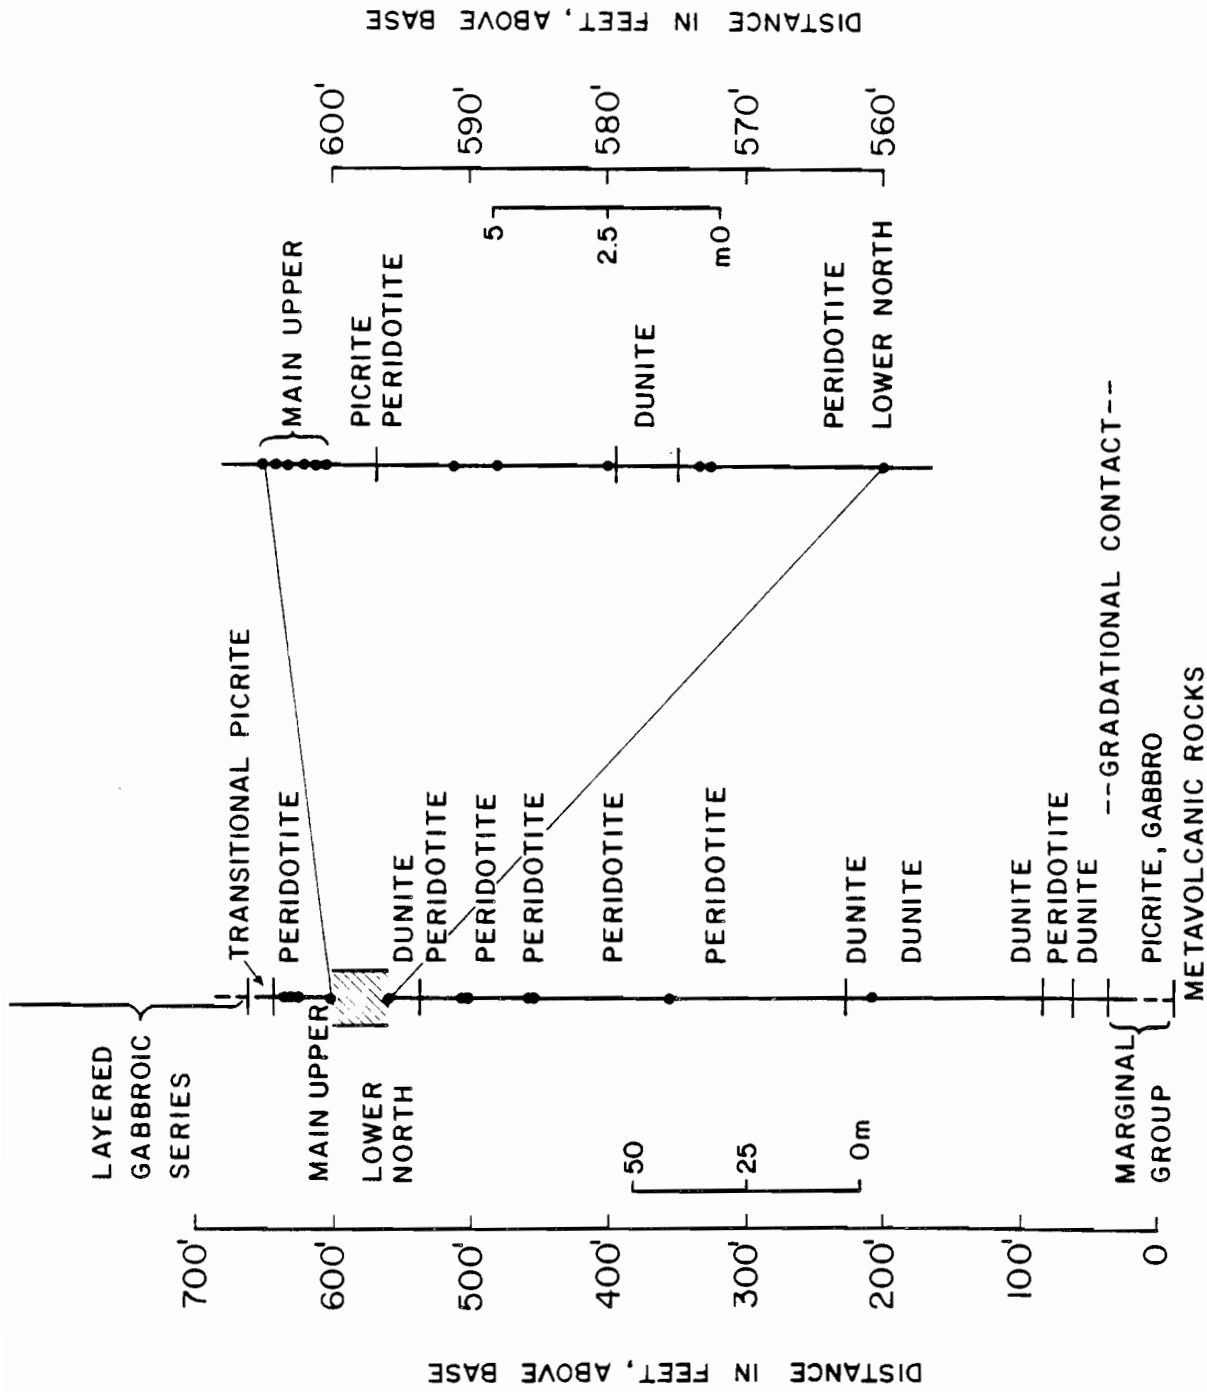 DISTANCE IN FEET, ABOVE BASE
700'
600'
500'
400'
300'
200'
100'
0
50
25
0m
LAYERED
GABBROIC
SERIES
MAIN UPPER
LOWER
NORTH
MARGINAL
GROUP
TRANSITIONAL PICRITE
PERIDOTITE
DUNITE
PERIDOTITE
PERIDOTITE
PERIDOTITE
PERIDOTITE
PERIDOTITE
DUNITE
DUNITE
DUNITE
PERIDOTITE
DUNITE
--GRADATIONAL CONTACT--
PICRITE, GABBRO
METAVOLCANIC ROCKS
MAIN UPPER
PICRITE
PERIDOTITE
DUNITE
PERIDOTITE
LOWER NORTH
5
2.5
m0
600'
590'
580'
570'
560'
DISTANCE IN FEET, ABOVE BASE